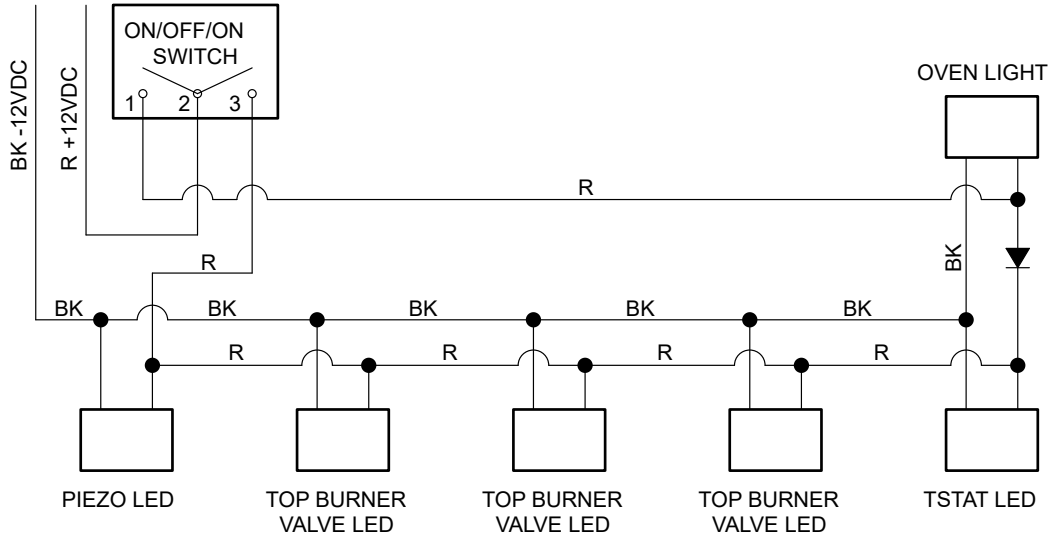 ON/OFF/ON
SWITCH
1 2 3
BK -12VDC
R +12VDC
OVEN LIGHT
R
BK
R
BK BK BK BK BK
R R R R
PIEZO LED
TOP BURNER
VALVE LED
TOP BURNER
VALVE LED
TOP BURNER
VALVE LED
TSTAT LED